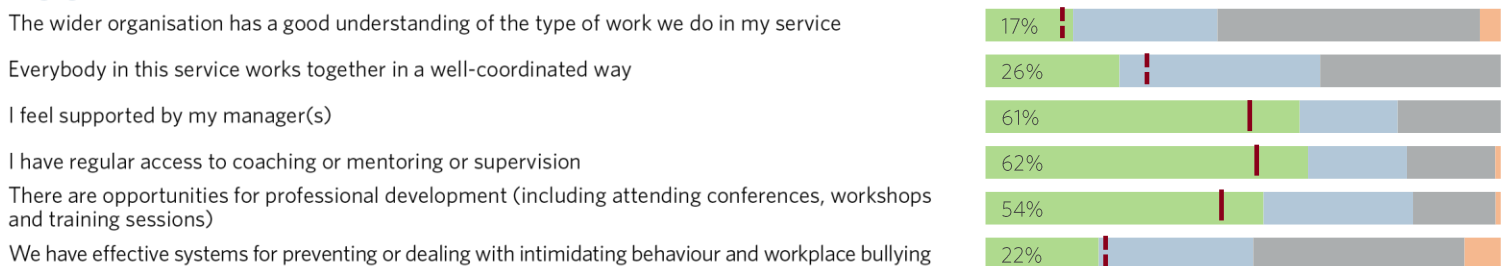 The wider organisation has a good understanding of the type of work we do in my service
17%
Everybody in this service works together in a well-coordinated way
26%
I feel supported by my manager(s)
61%
I have regular access to coaching or mentoring or supervision
62%
There are opportunities for professional development (including attending conferences, workshops
and training sessions)
54%
We have effective systems for preventing or dealing with intimidating behaviour and workplace bullying
22%